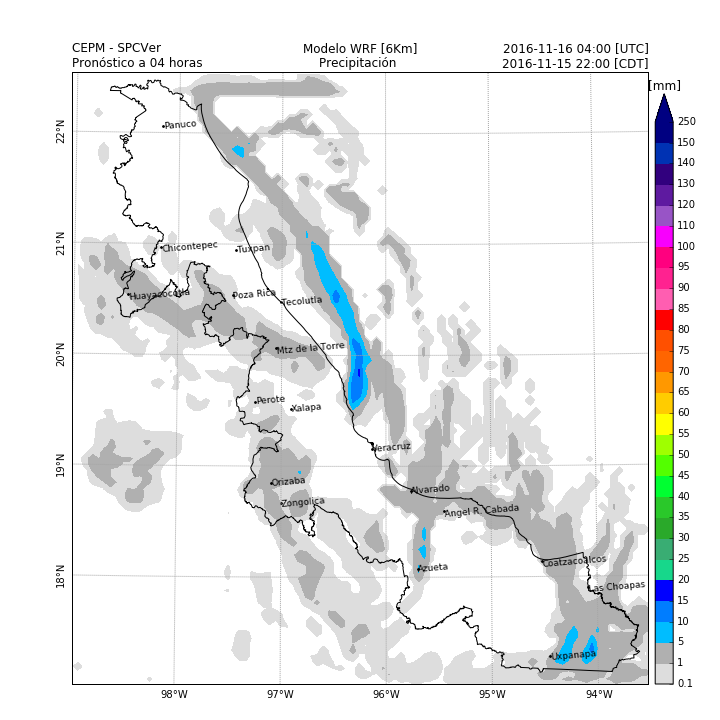 CEPM - SPCVer Modelo WRF [6Km] 2016-11-16 04:00 [UTC]
Pronóstico a 04 horas Precipitación 2016-11-15 22:00 [CDT]
[mm]
250
150
140
130
120
110
100
95
90
85
80
75
70
65
60
55
50
45
40
35
30
25
20
15
10
5
1
0.1
22°N
21°N
20°N
19°N
18°N
Panuco
Chicontepec
Tuxpan
Huayacocotla
Poza Rica
Tecolutla
Mtz de la Torre
Perote
Xalapa
Veracruz
Orizaba
Alvarado
Zongolica
Angel R. Cabada
Azueta
Coatzacoalcos
Las Choapas
Uxpanapa
98°W 97°W 96°W 95°W 94°W